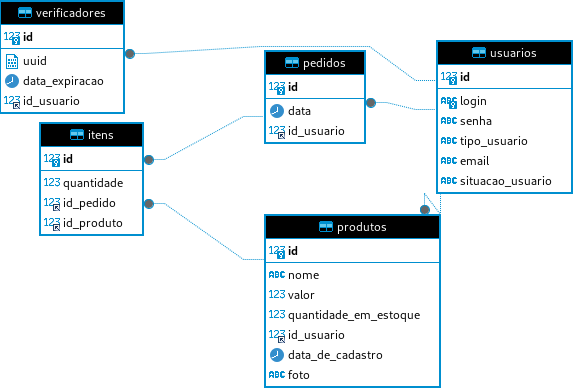 verificadores
123 id
uuid
data_expiracao
123 id_usuario
itens
123 id
123 quantidade
123 id_pedido
123 id_produto
pedidos
123 id
data
123 id_usuario
usuarios
123 id
ABC login
ABC senha
ABC tipo_usuario
ABC email
ABC situacao_usuario
produtos
123 id
ABC nome
123 valor
123 quantidade_em_estoque
123 id_usuario
data_de_cadastro
ABC foto